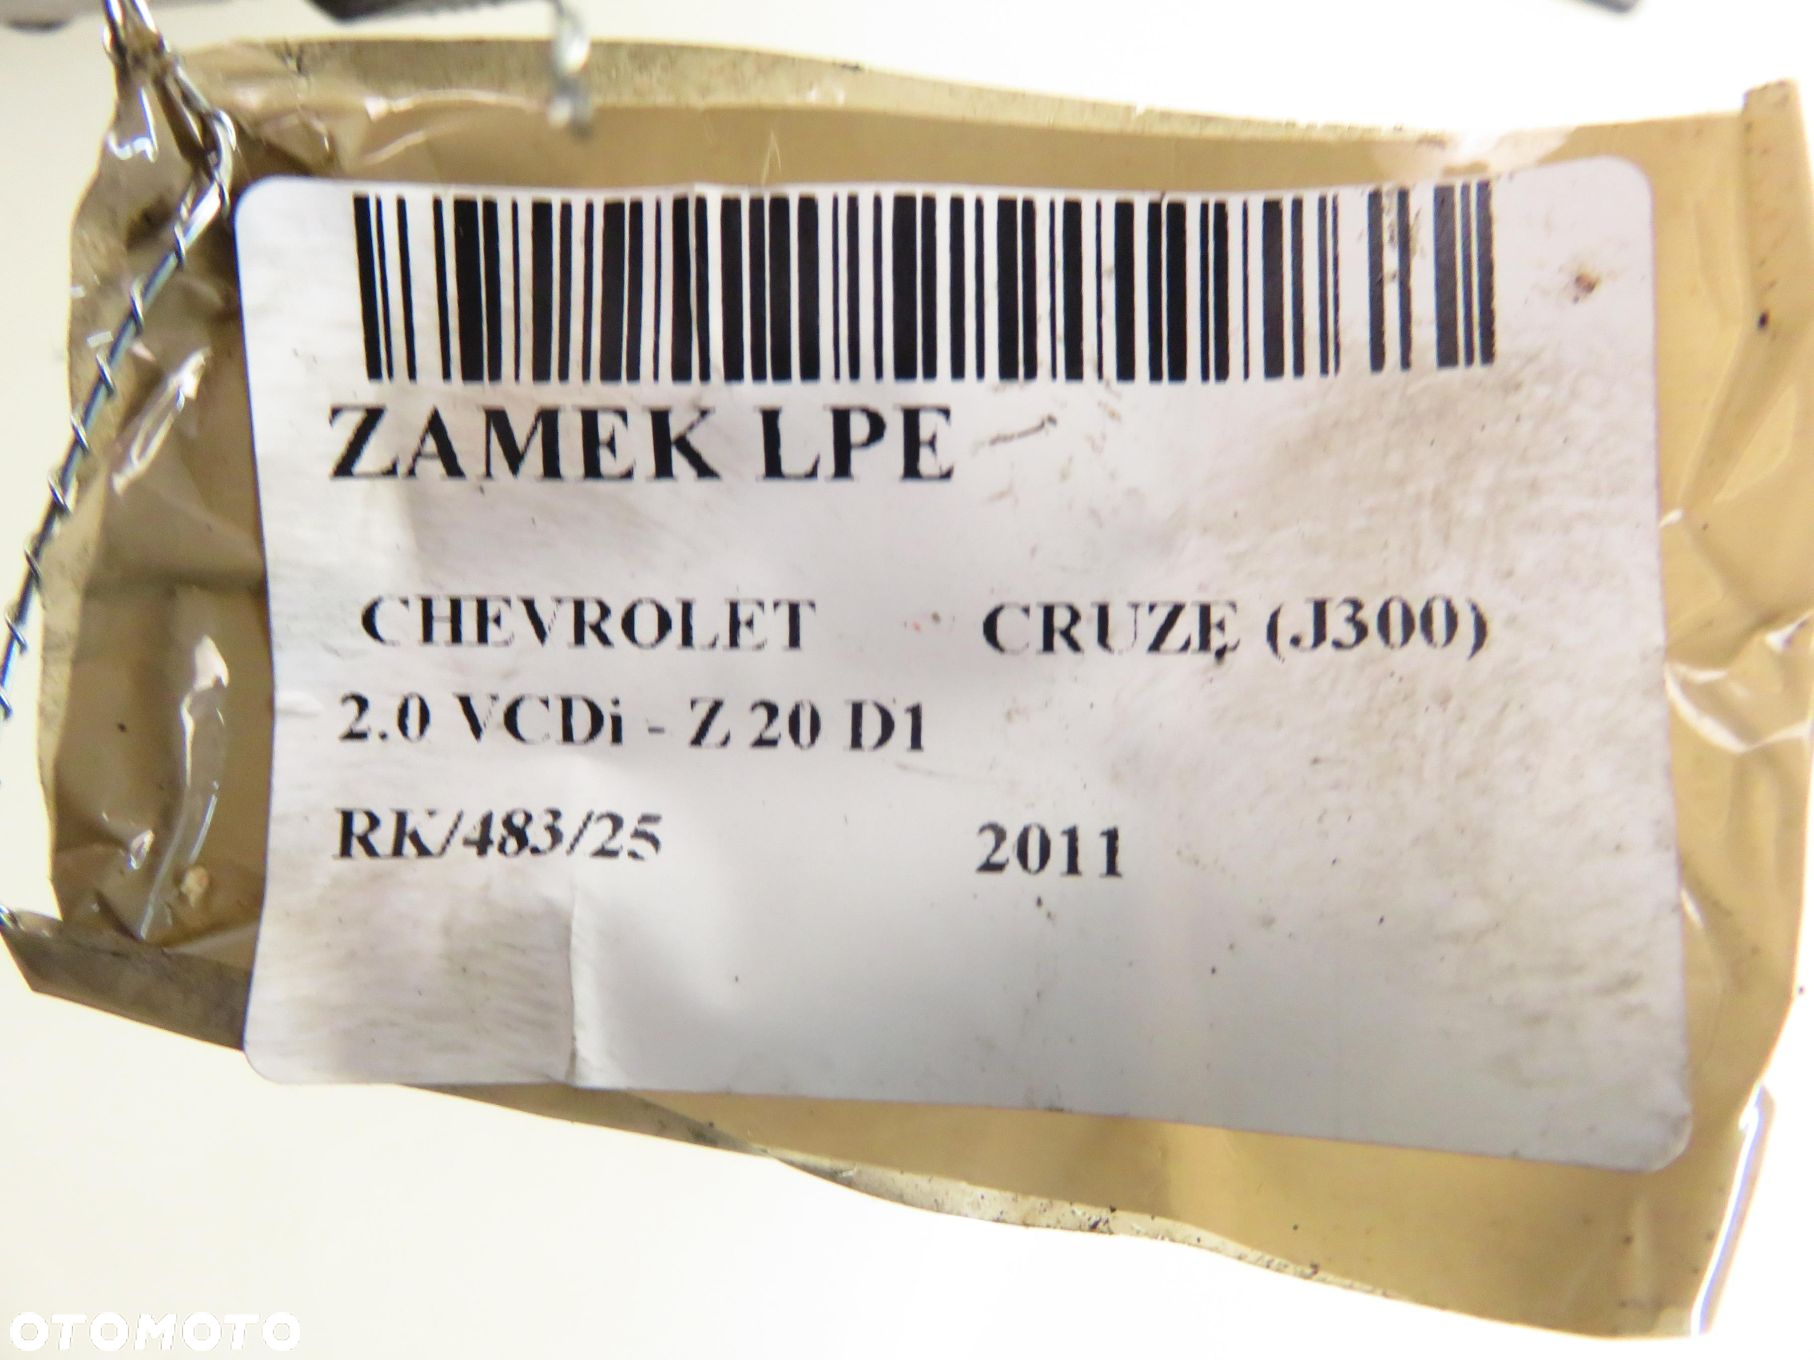 ZAMEK LPE
CHEVROLET CRUZE (J300)
2.0 VCDi - Z 20 D1
RK/483/25 2011
OTOMOTO